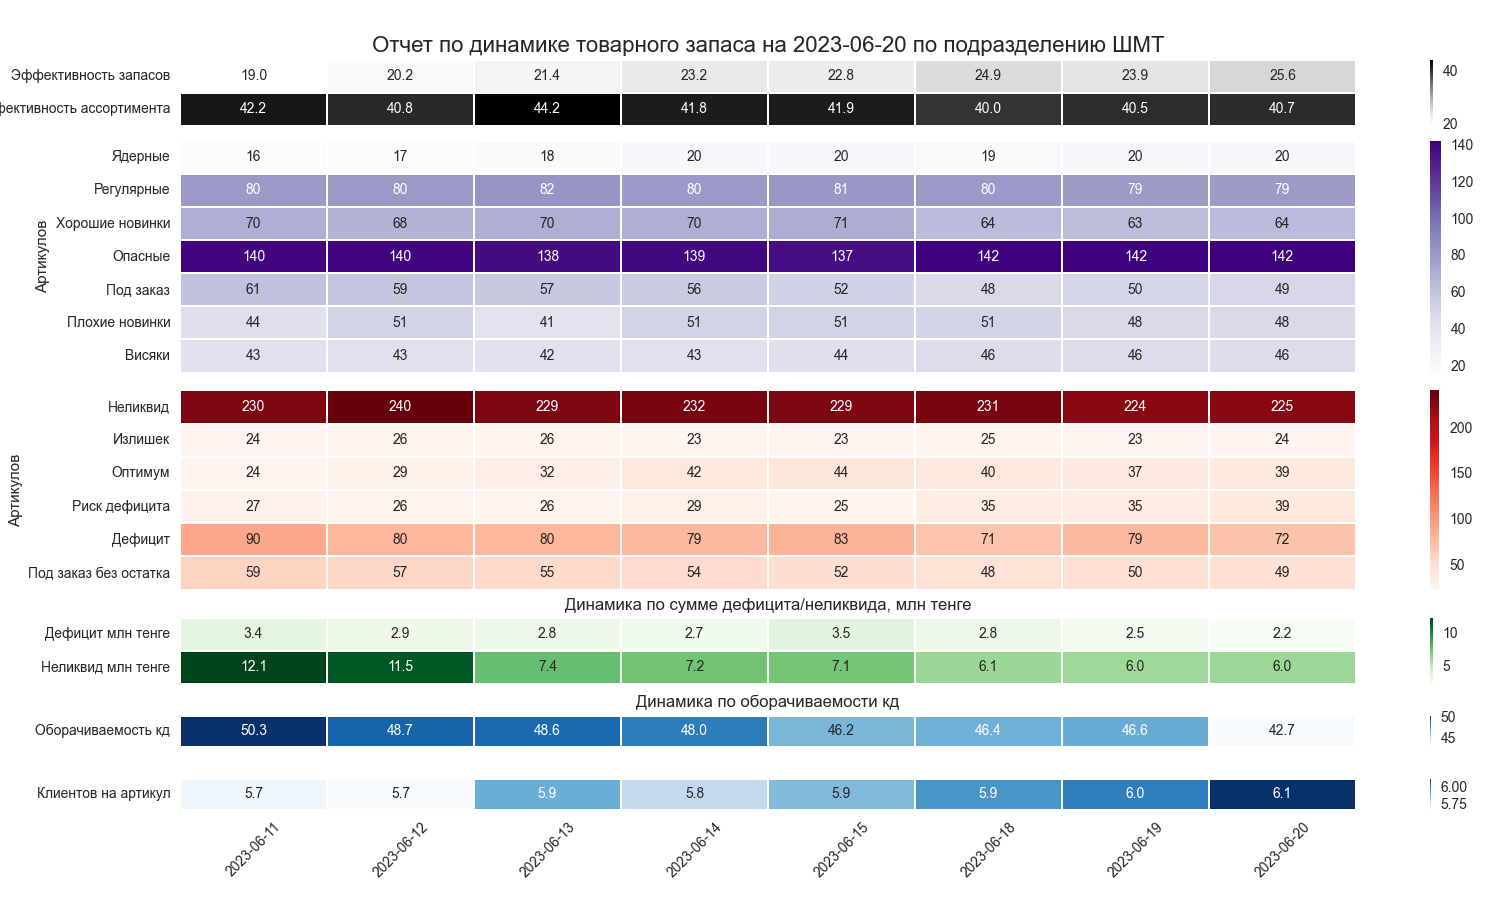 Отчет по динамике товарного запаса на 2023-06-20 по подразделению ШМТ
Эффективность запасов 19.0 20.2 21.4 23.2 22.8 24.9 23.9 25.6
фективность ассортимента 42.2 40.8 44.2 41.8 41.9 40.0 40.5 40.7
40
20
Артикулов
Ядерные 16 17 18 20 20 19 20 20
Регулярные 80 80 82 80 81 80 79 79
Хорошие новинки 70 68 70 70 71 64 63 64
Опасные 140 140 138 139 137 142 142 142
Под заказ 61 59 57 56 52 48 50 49
Плохие новинки 44 51 41 51 51 51 48 48
Висяки 43 43 42 43 44 46 46 46
140
120
100
80
60
40
20
Артикулов
Неликвид 230 240 229 232 229 231 224 225
Излишек 24 26 26 23 23 25 23 24
Оптимум 24 29 32 42 44 40 37 39
Риск дефицита 27 26 26 29 25 35 35 39
Дефицит 90 80 80 79 83 71 79 72
Под заказ без остатка 59 57 55 54 52 48 50 49
200
150
100
50
Динамика по сумме дефицита/неликвида, млн тенге
Дефицит млн тенге 3.4 2.9 2.8 2.7 3.5 2.8 2.5 2.2
Неликвид млн тенге 12.1 11.5 7.4 7.2 7.1 6.1 6.0 6.0
10
5
Динамика по оборачиваемости кд
Оборачиваемость кд 50.3 48.7 48.6 48.0 46.2 46.4 46.6 42.7
50
45
Клиентов на артикул 5.7 5.7 5.9 5.8 5.9 5.9 6.0 6.1
6.00
5.75
2023-06-11 2023-06-12 2023-06-13 2023-06-14 2023-06-15 2023-06-18 2023-06-19 2023-06-20